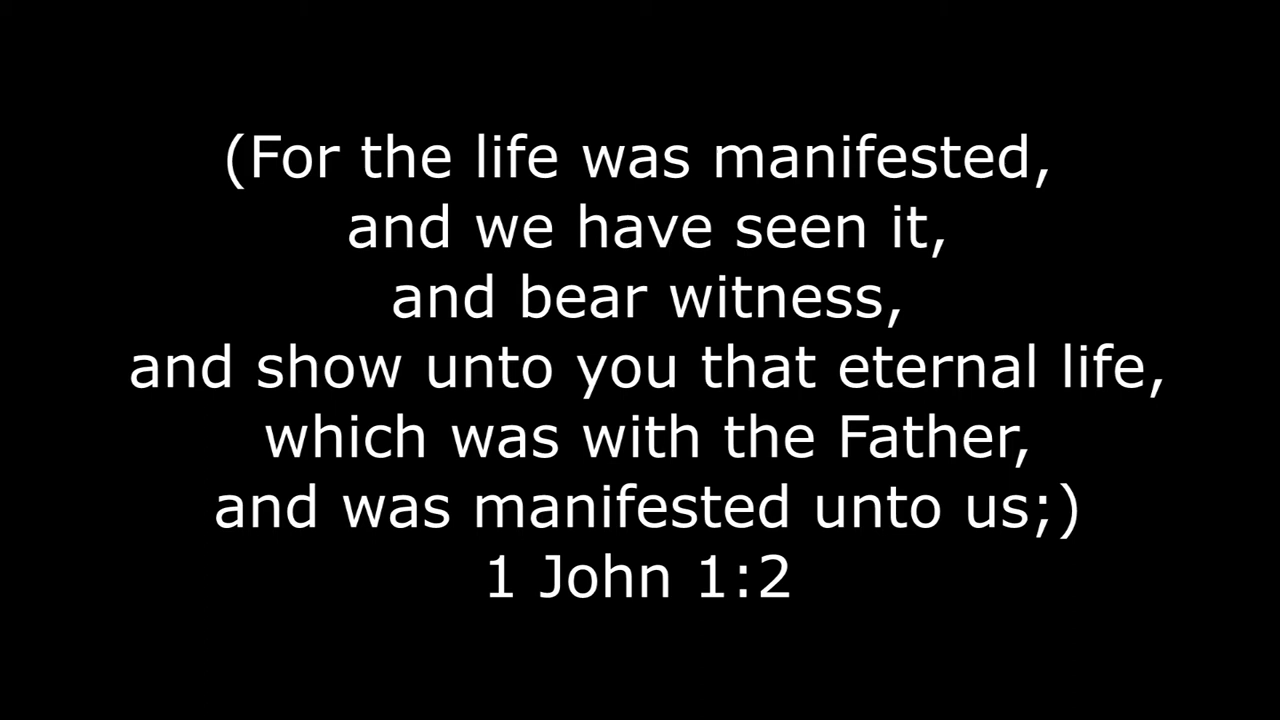 (For the life was manifested,
and we have seen it,
and bear witness,
and show unto you that eternal life,
which was with the Father,
and was manifested unto us;)
1 John 1:2